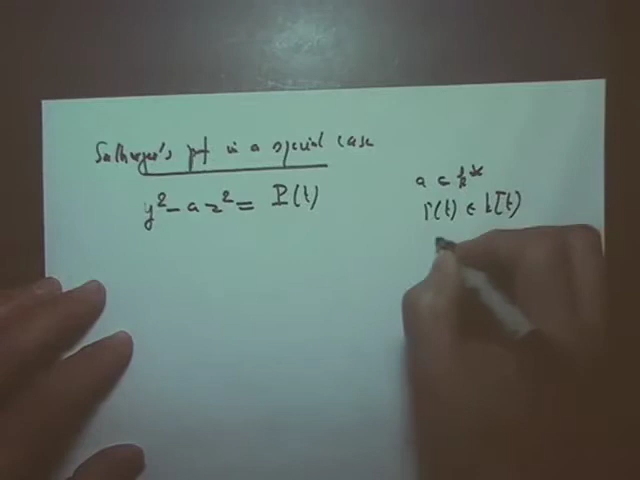 Salberger's pf in a special case
y² - az² = P(t)
a ∈ k*
P(t) ∈ k[t]